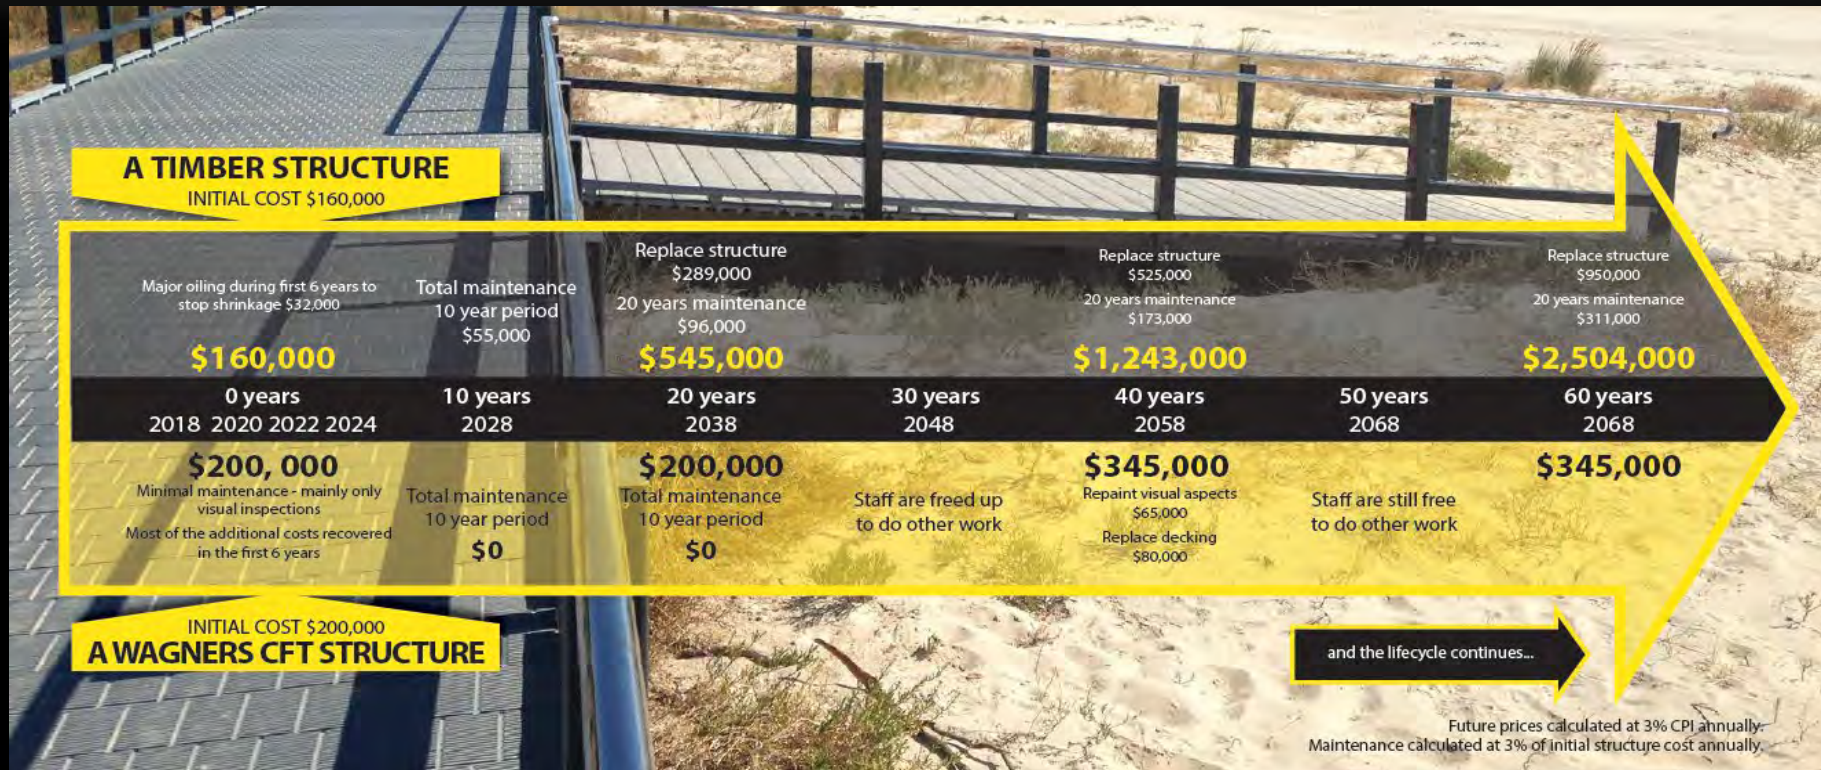 A TIMBER STRUCTURE
INITIAL COST $160,000
Major oiling during first 6 years to
stop shrinkage $32,000
$160,000
Total maintenance
10 year period
$55,000
Replace structure
$289,000
20 years maintenance
$96,000
$545,000
Replace structure
$525,000
20 years maintenance
$173,000
$1,243,000
Replace structure
$950,000
20 years maintenance
$311,000
$2,504,000
0 years
2018 2020 2022 2024
10 years
2028
20 years
2038
30 years
2048
40 years
2058
50 years
2068
60 years
2068
$200, 000
Minimal maintenance - mainly only
visual inspections
Most of the additional costs recovered
in the first 6 years
Total maintenance
10 year period
$0
$200,000
Total maintenance
10 year period
$0
Staff are freed up
to do other work
$345,000
Repaint visual aspects
$65,000
Replace decking
$80,000
Staff are still free
to do other work
$345,000
INITIAL COST $200,000
A WAGNERS CFT STRUCTURE
and the lifecycle continues...
Future prices calculated at 3% CPI annually.
Maintenance calculated at 3% of initial structure cost annually.